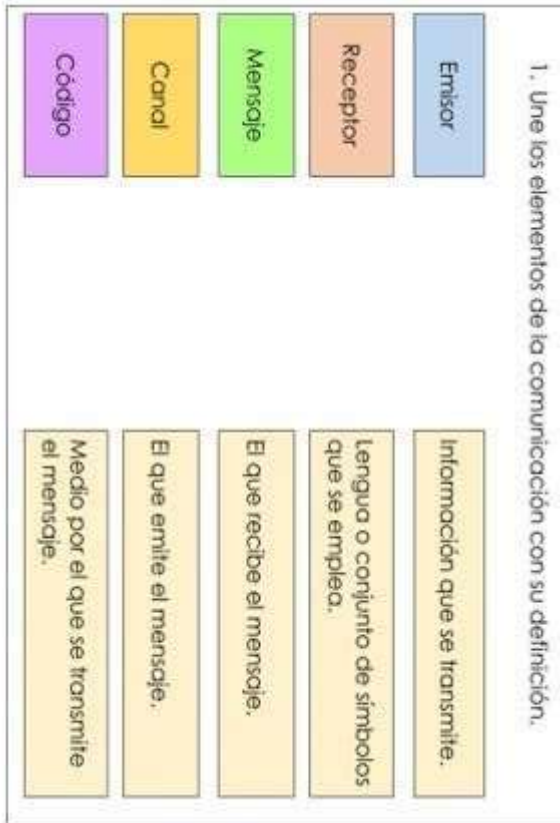 1. Une los elementos de la comunicación con su definición.
Emisor
Información que se transmite.
Receptor
Lengua o conjunto de símbolos
que se emplea.
Mensaje
El que recibe el mensaje.
Canal
El que emite el mensaje.
Código
Medio por el que se transmite
el mensaje.